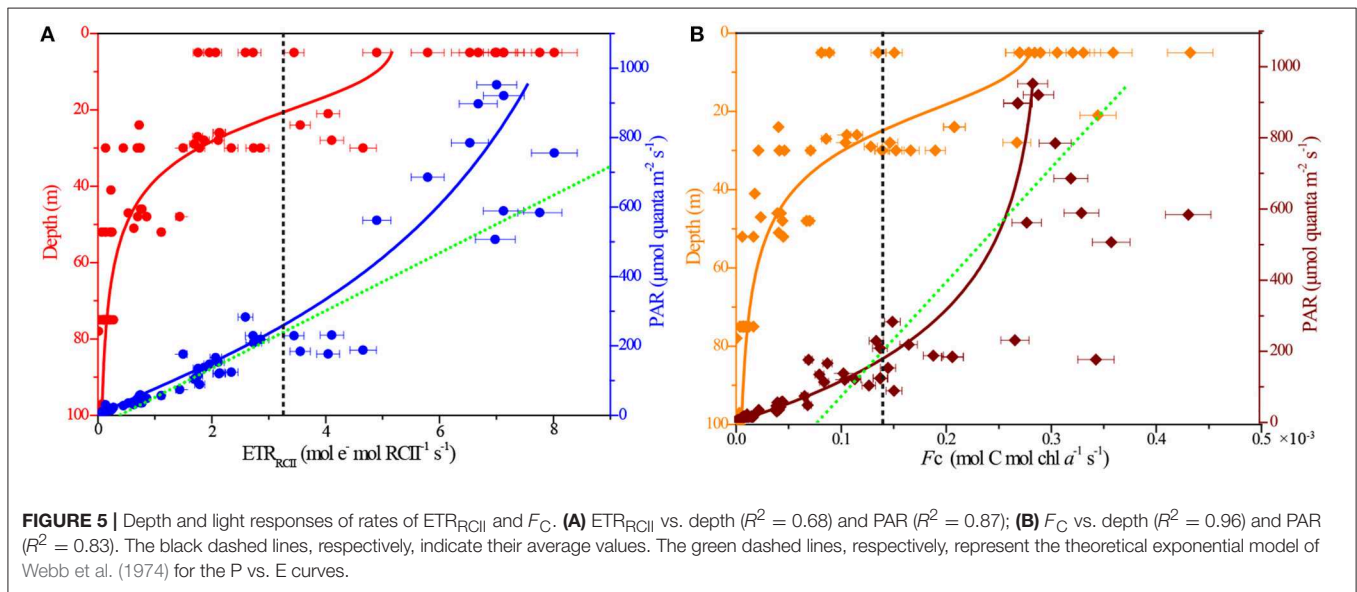 A
B
0
20
40
60
80
100
Depth (m)
0
200
400
600
800
1000
PAR (μmol quanta m⁻² s⁻¹)
0 2 4 6 8
ETR_RCII (mol e⁻ mol RCII⁻¹ s⁻¹)
0
20
40
60
80
100
Depth (m)
0
200
400
600
800
1000
PAR (μmol quanta m⁻² s⁻¹)
0.0 0.1 0.2 0.3 0.4 0.5
×10⁻³
Fc (mol C mol chl a⁻¹ s⁻¹)
FIGURE 5 | Depth and light responses of rates of ETR_RCII and F_C. (A) ETR_RCII vs. depth (R² = 0.68) and PAR (R² = 0.87); (B) F_C vs. depth (R² = 0.96) and PAR
(R² = 0.83). The black dashed lines, respectively, indicate their average values. The green dashed lines, respectively, represent the theoretical exponential model of
Webb et al. (1974) for the P vs. E curves.